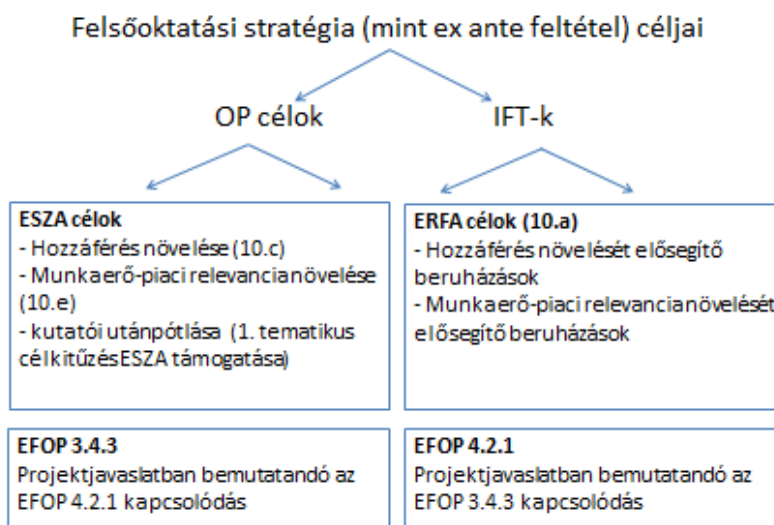 Felsőoktatási stratégia (mint ex ante feltétel) céljai
OP célok
IFT-k
ESZA célok
- Hozzáférés növelése (10.c)
- Munkaerő-piaci relevancia növelése
(10.e)
- kutatói utánpótlása (1. tematikus
célkitűzés ESZA támogatása)
ERFA célok (10.a)
- Hozzáférés növelését elősegítő
beruházások
- Munkaerő-piaci relevancia növelését
elősegítő beruházások
EFOP 3.4.3
Projektjavaslatban bemutatandó az
EFOP 4.2.1 kapcsolódás
EFOP 4.2.1
Projektjavaslatban bemutatandó az
EFOP 3.4.3 kapcsolódás